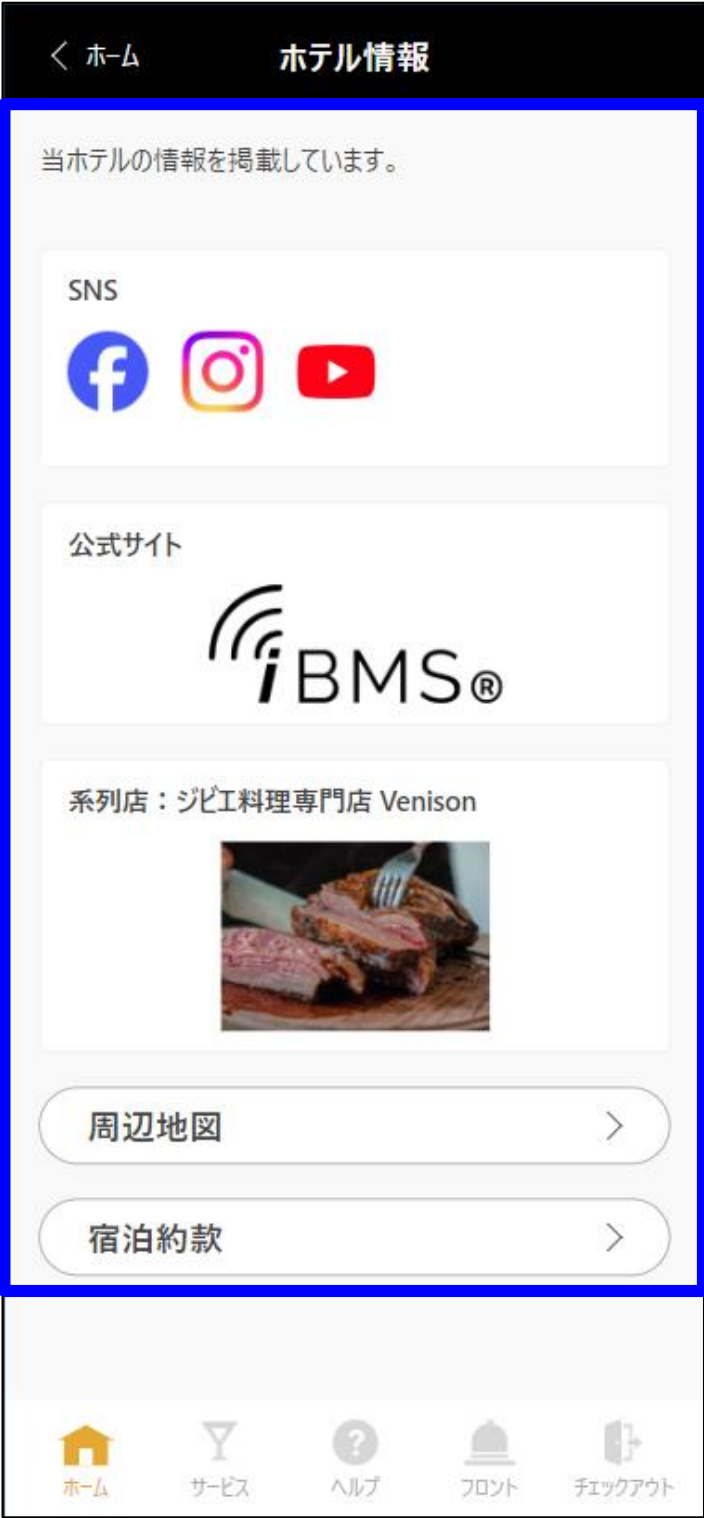 ホーム
ホテル情報
当ホテルの情報を掲載しています。
SNS
公式サイト
iBMS®
系列店：ジビエ料理専門店 Venison
周辺地図
宿泊約款
ホーム
サービス
ヘルプ
フロント
チェックアウト